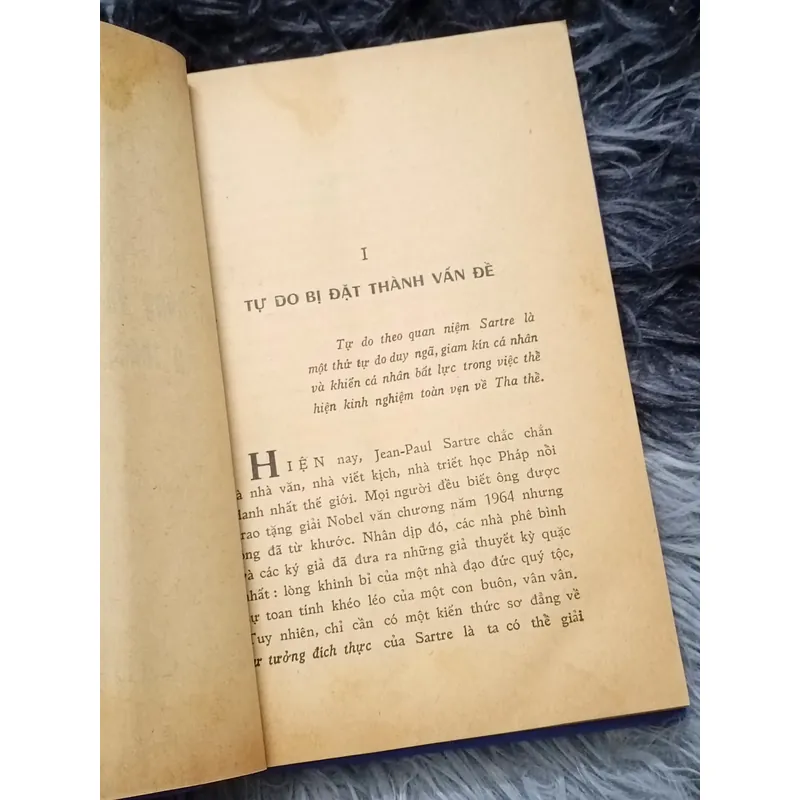 I
TỰ DO BỊ ĐẶT THÀNH VẤN ĐỀ
Tự do theo quan niệm Sartre là
một thứ tự do duy ngã, giam kín cá nhân
và khiến cá nhân bất lực trong việc thể
hiện kinh nghiệm toàn vẹn về Tha thể.
HIỆN nay, Jean-Paul Sartre chắc chắn
à nhà văn, nhà viết kịch, nhà triết học Pháp nổi
danh nhất thế giới. Mọi người đều biết ông được
rao tặng giải Nobel văn chương năm 1964 nhưng
ông đã từ khước. Nhân dịp đó, các nhà phê bình
và các ký giả đã đưa ra những giả thuyết kỳ quặc
nhất : lòng khinh bỉ của một nhà đạo đức quý tộc,
sự toan tính khéo léo của một con buôn, vân vân.
Tuy nhiên, chỉ cần có một kiến thức sơ đẳng về
tư tưởng đích thực của Sartre là ta có thể giải